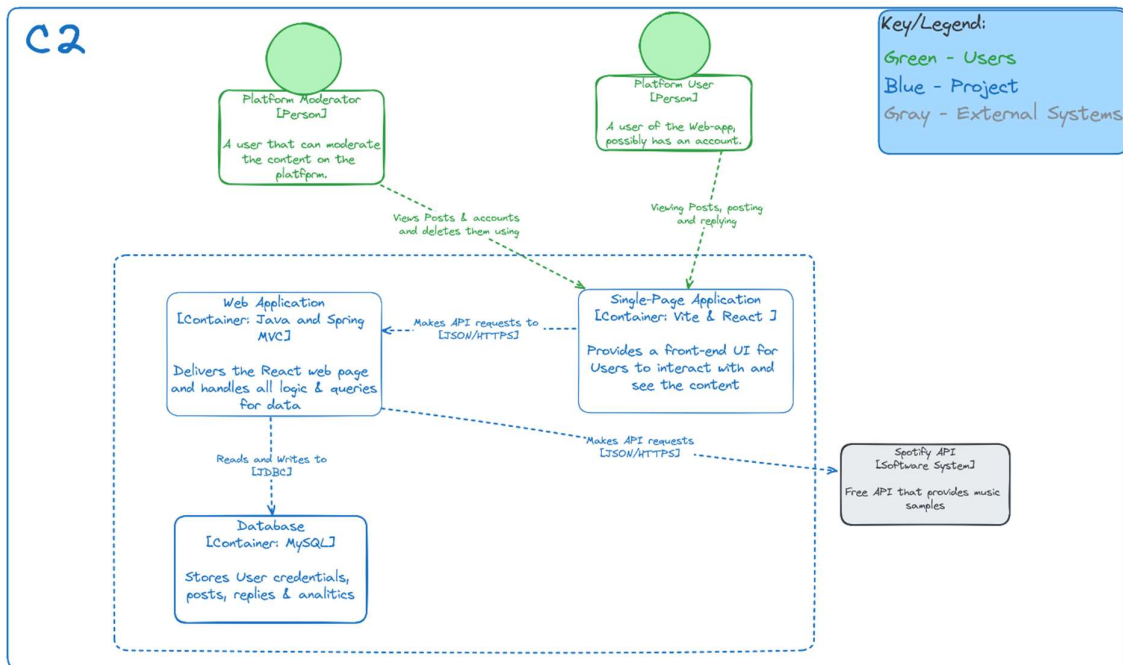 C2
Key/Legend:
Green - Users
Blue - Project
Gray - External Systems
Platform Moderator
[Person]
A user that can moderate
the content on the
platform.
Platform User
[Person]
A user of the Web-app,
possibly has an account.
Views Posts & accounts
and deletes them using
Viewing Posts, posting
and replying
Web Application
[Container: Java and Spring
MVC]
Delivers the React web page
and handles all logic & queries
for data
Makes API requests to
[JSON/HTTPS]
Single-Page Application
[Container: Vite & React ]
Provides a front-end UI for
Users to interact with and
see the content
Makes API requests
[JSON/HTTPS]
Reads and Writes to
[JDBC]
Spotify API
[Software System]
Free API that provides music
samples
Database
[Container: MySQL]
Stores User credentials,
posts, replies & analitics